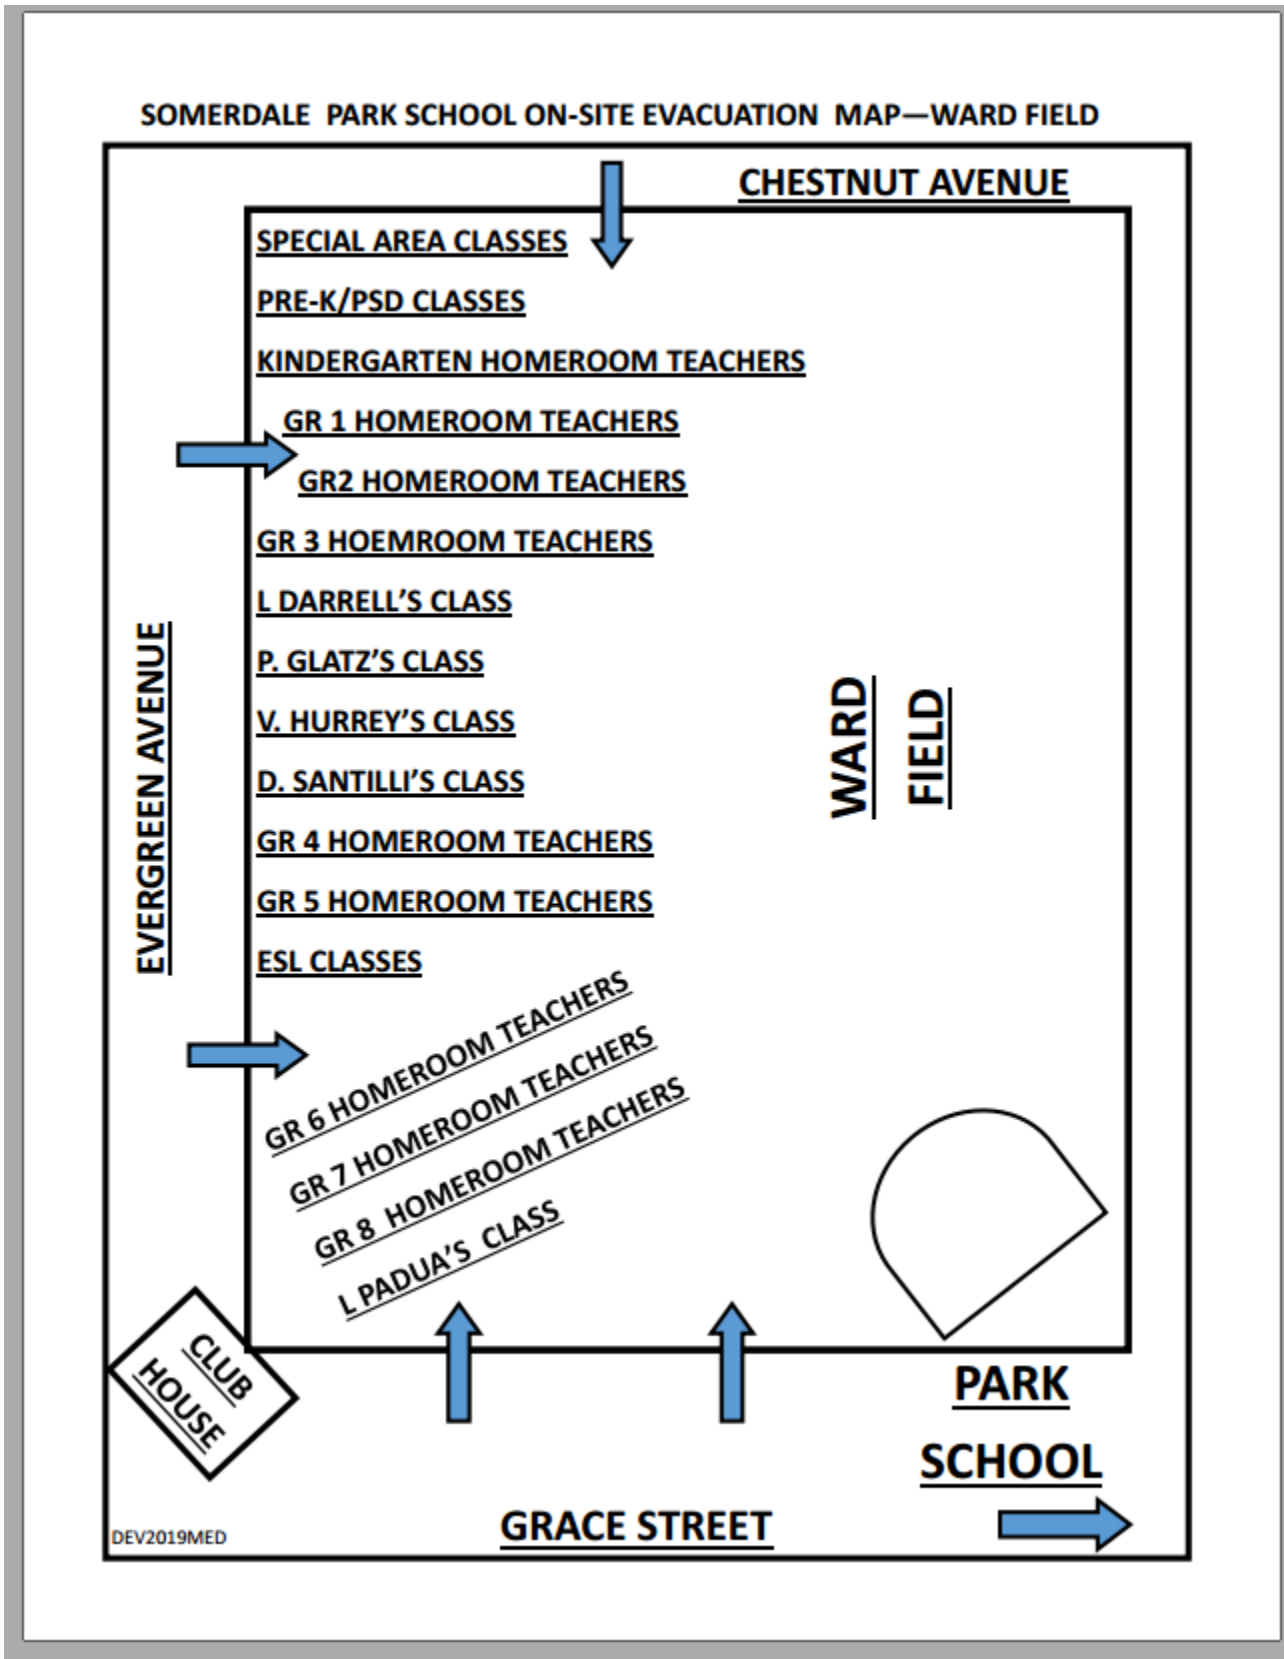 SOMERDALE PARK SCHOOL ON-SITE EVACUATION MAP—WARD FIELD
CHESTNUT AVENUE
SPECIAL AREA CLASSES
PRE-K/PSD CLASSES
KINDERGARTEN HOMEROOM TEACHERS
GR 1 HOMEROOM TEACHERS
GR2 HOMEROOM TEACHERS
GR 3 HOEMROOM TEACHERS
L DARRELL’S CLASS
P. GLATZ’S CLASS
V. HURREY’S CLASS
D. SANTILLI’S CLASS
GR 4 HOMEROOM TEACHERS
GR 5 HOMEROOM TEACHERS
ESL CLASSES
GR 6 HOMEROOM TEACHERS
GR 7 HOMEROOM TEACHERS
GR 8 HOMEROOM TEACHERS
L PADUA’S CLASS
EVERGREEN AVENUE
WARD
FIELD
CLUB
HOUSE
PARK
SCHOOL
GRACE STREET
DEV2019MED